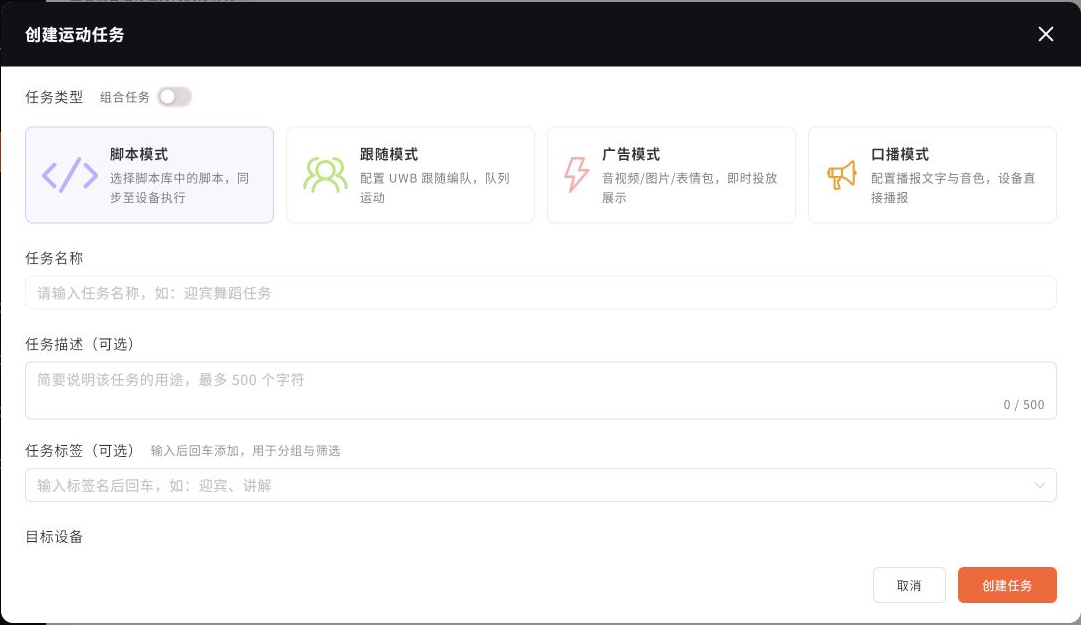 创建运动任务
任务类型 组合任务
脚本模式
选择脚本库中的脚本，同
步至设备执行
跟随模式
配置 UWB 跟随编队，队列
运动
广告模式
音视频/图片/表情包，即时投放
展示
口播模式
配置播报文字与音色，设备直
接播报
任务名称
请输入任务名称，如：迎宾舞蹈任务
任务描述（可选）
简要说明该任务的用途，最多 500 个字符
0 / 500
任务标签（可选） 输入后回车添加，用于分组与筛选
输入标签名后回车，如：迎宾、讲解
目标设备
取消
创建任务